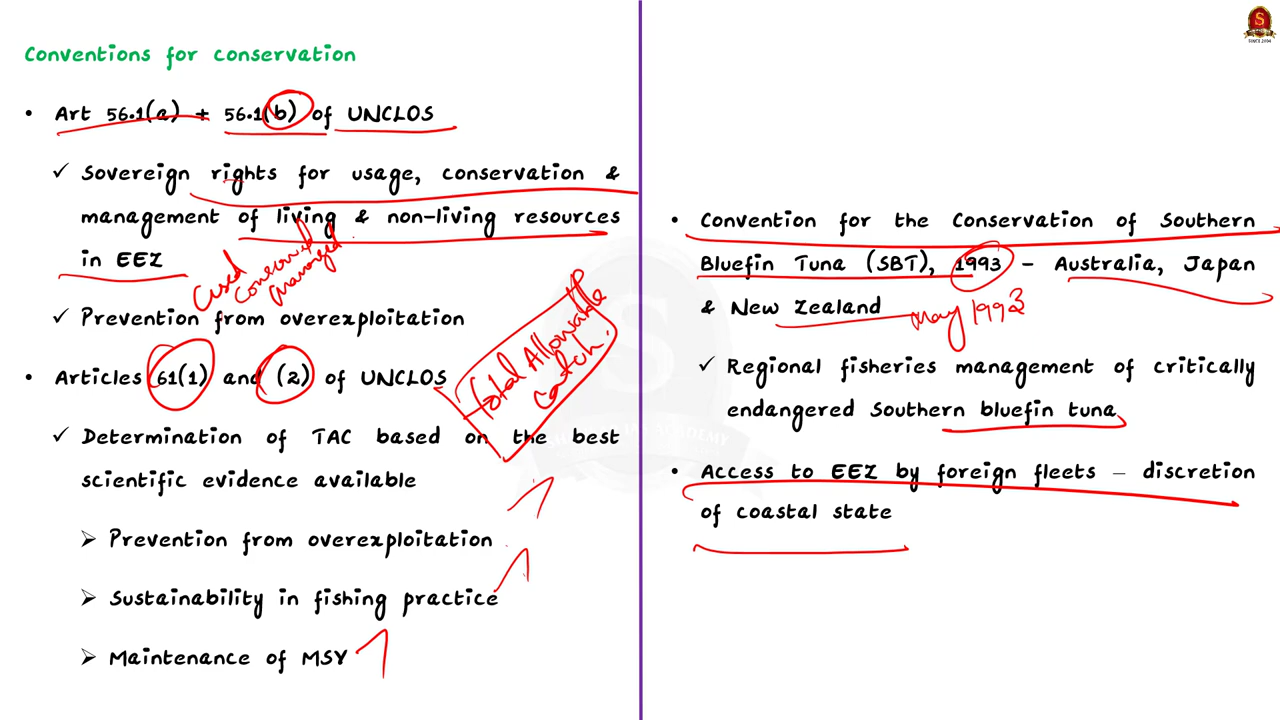 Conventions for conservation
• Art 56.1(a) + 56.1(b) of UNCLOS
✓ Sovereign rights for usage, conservation &
management of living & non-living resources
in EEZ
Used
Conserved
Managed
✓ Prevention from overexploitation
• Articles 61(1) and (2) of UNCLOS
Total Allowable
Catch.
✓ Determination of TAC based on the best
scientific evidence available
➢ Prevention from overexploitation
➢ Sustainability in fishing practice
➢ Maintenance of MSY
• Convention for the Conservation of Southern
Bluefin Tuna (SBT), 1993 - Australia, Japan
& New Zealand
May 1993
✓ Regional fisheries management of critically
endangered Southern bluefin tuna
• Access to EEZ by foreign fleets – discretion
of coastal state
S
SINCE 2004